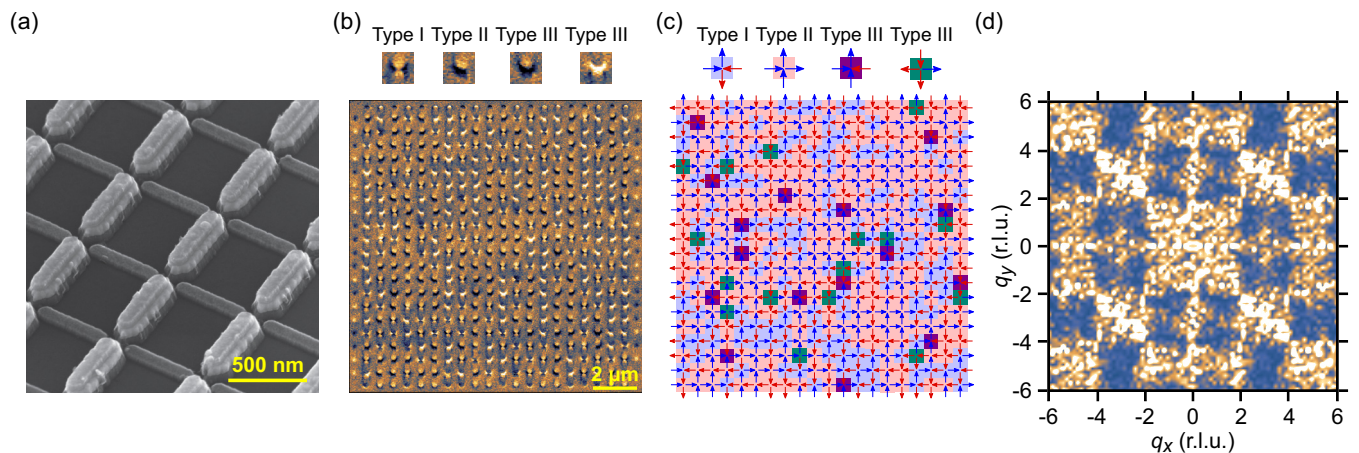 (a)
500 nm
(b)
Type I Type II Type III Type III
2 μm
(c)
Type I Type II Type III Type III
(d)
6
4
2
0
-2
-4
-6
qy (r.l.u.)
-6 -4 -2 0 2 4 6
qx (r.l.u.)